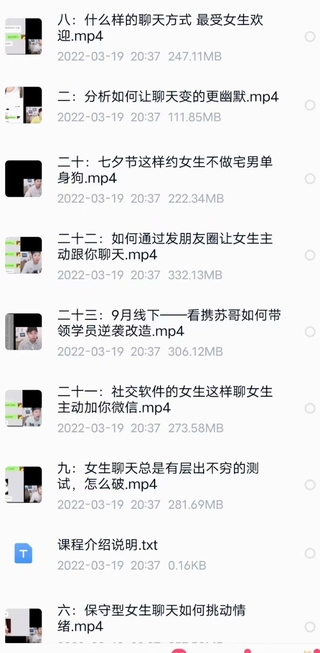 八：什么样的聊天方式 最受女生欢
迎.mp4
2022-03-19 20:37 247.11MB
二：分析如何让聊天变的更幽默.mp4
2022-03-19 20:37 111.85MB
二十：七夕节这样约女生不做宅男单
身狗.mp4
2022-03-19 20:37 222.34MB
二十二：如何通过发朋友圈让女生主
动跟你聊天.mp4
2022-03-19 20:37 332.13MB
二十三：9月线下——看携苏哥如何带
领学员逆袭改造.mp4
2022-03-19 20:37 306.12MB
二十一：社交软件的女生这样聊女生
主动加你微信.mp4
2022-03-19 20:37 273.58MB
九：女生聊天总是有层出不穷的测
试，怎么破.mp4
2022-03-19 20:37 281.69MB
课程介绍说明.txt
2022-03-19 20:37 0.16KB
六：保守型女生聊天如何挑动情
绪.mp4